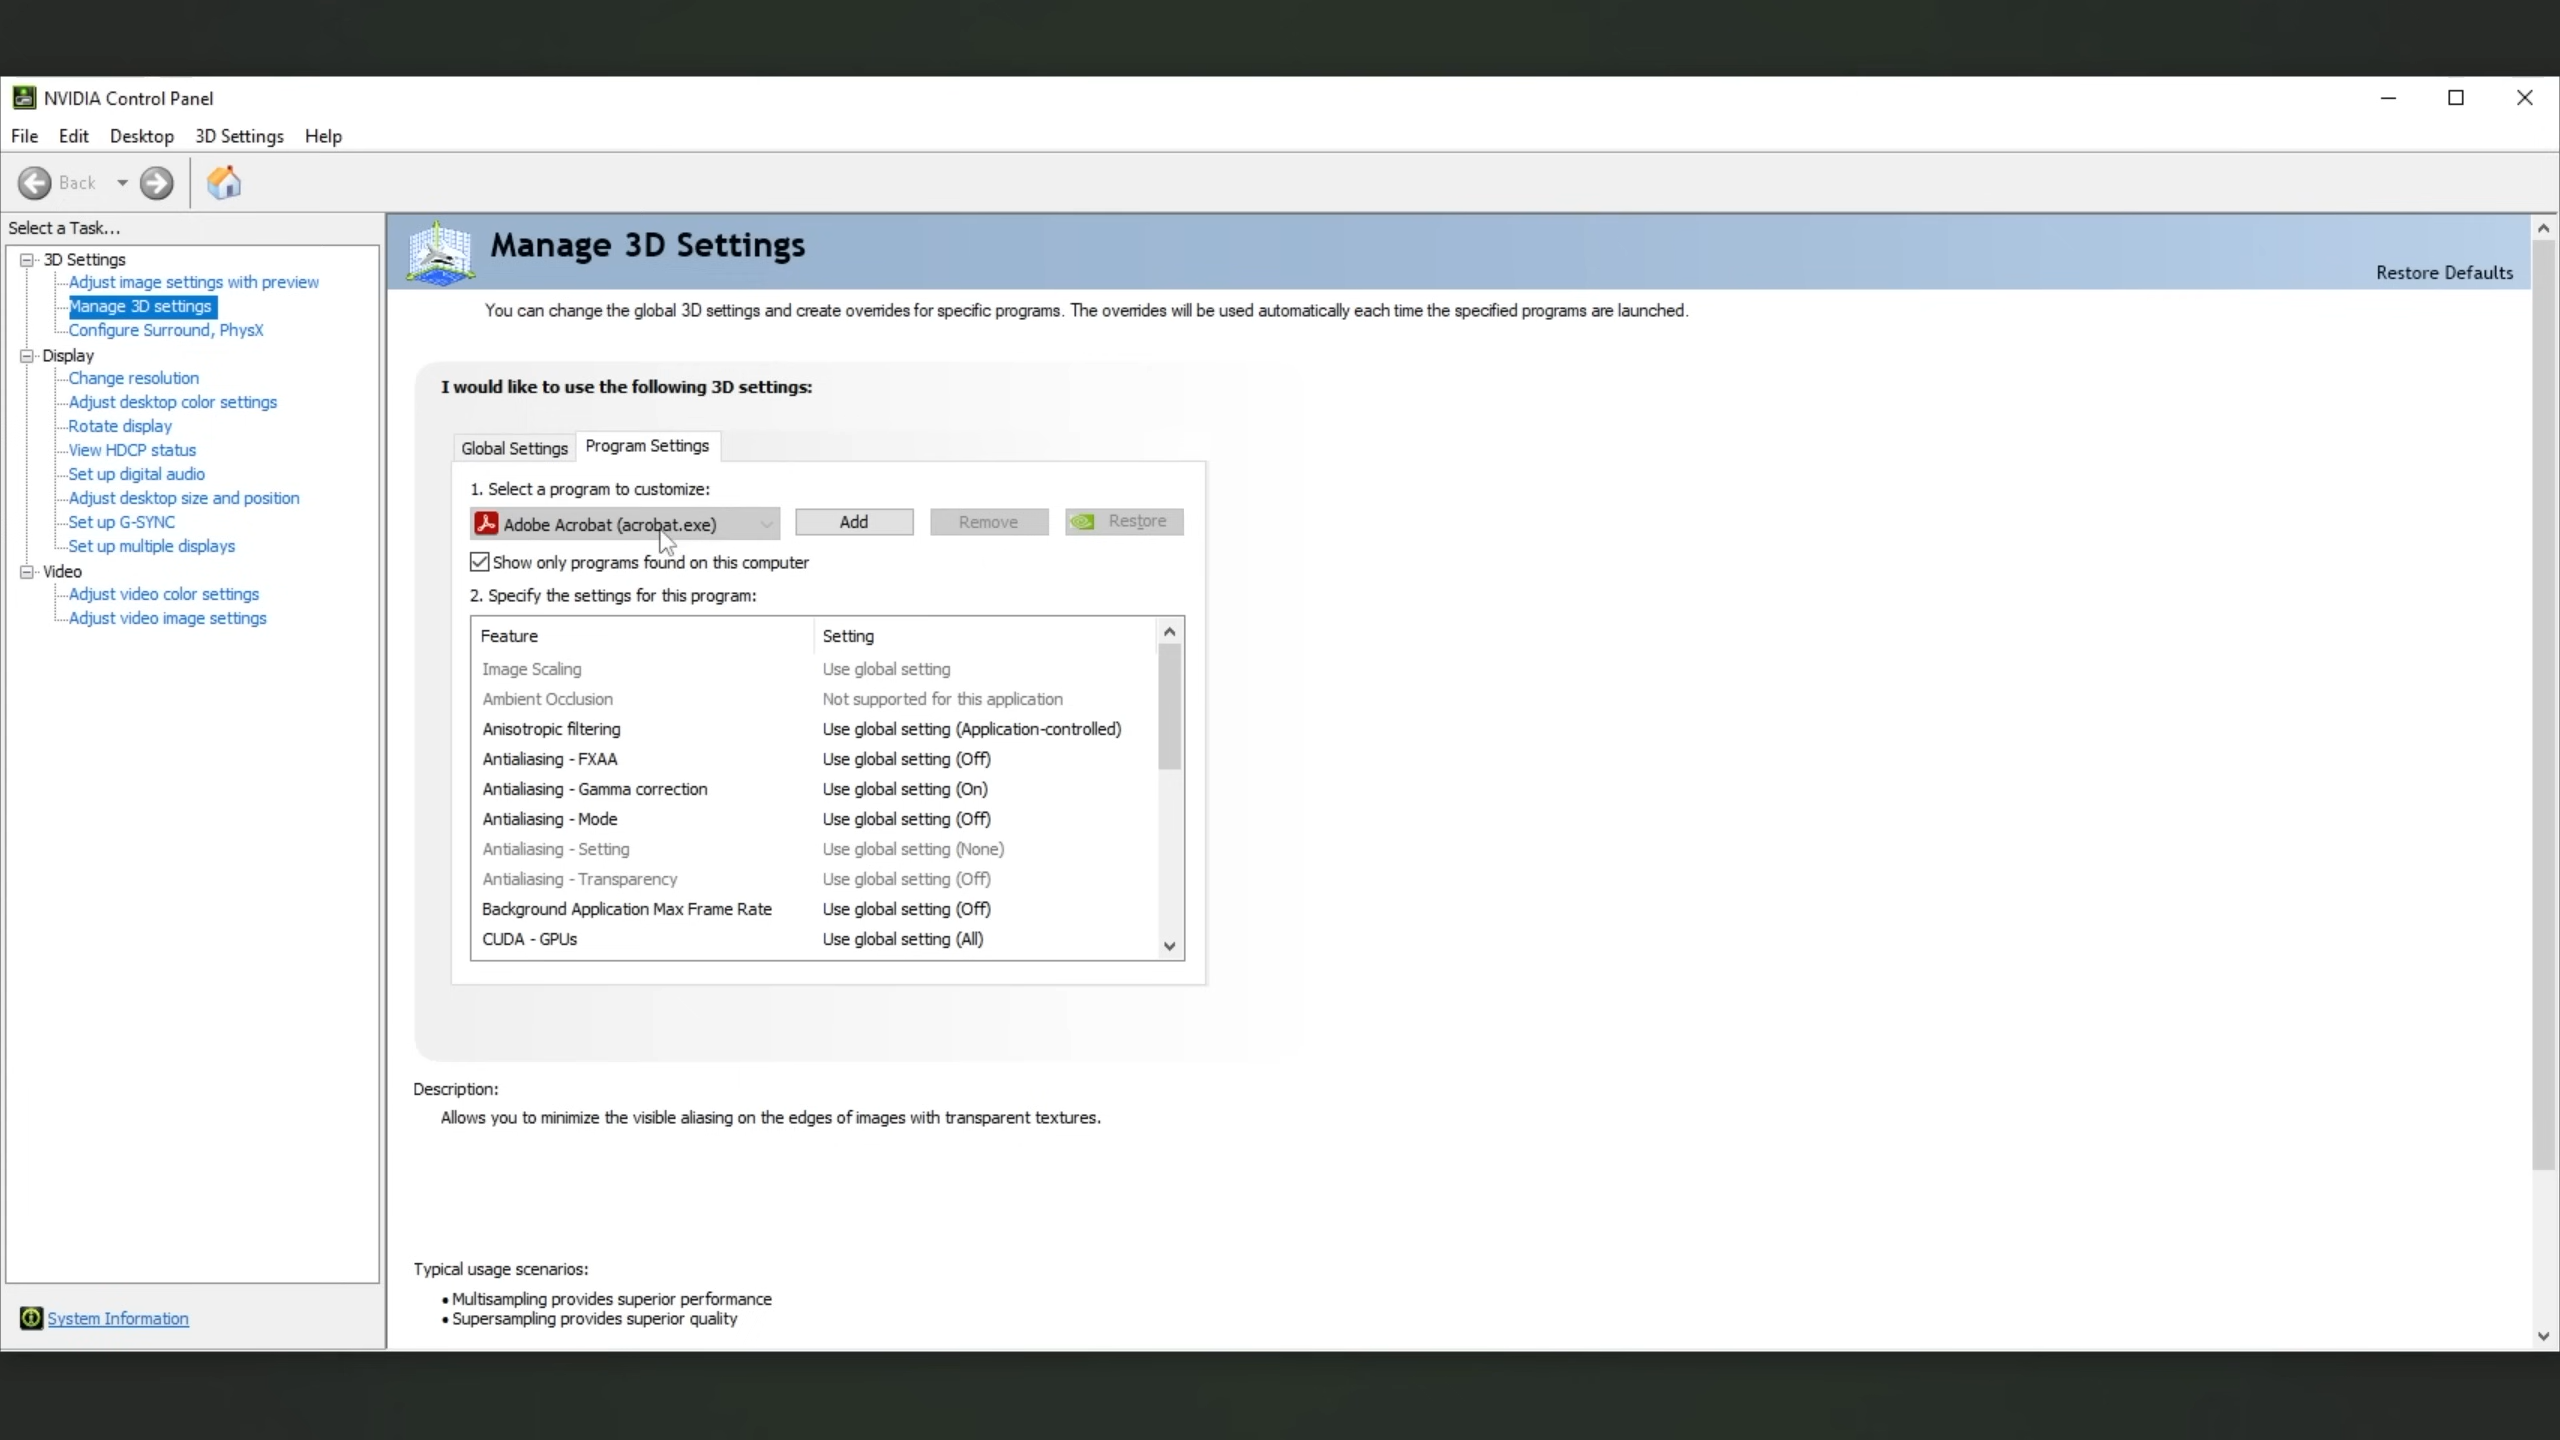 NVIDIA Control Panel
File Edit Desktop 3D Settings Help
Back
Select a Task...
3D Settings
Adjust image settings with preview
Manage 3D settings
Configure Surround, PhysX
Display
Change resolution
Adjust desktop color settings
Rotate display
View HDCP status
Set up digital audio
Adjust desktop size and position
Set up G-SYNC
Set up multiple displays
Video
Adjust video color settings
Adjust video image settings
System Information
Manage 3D Settings
Restore Defaults
You can change the global 3D settings and create overrides for specific programs. The overrides will be used automatically each time the specified programs are launched.
I would like to use the following 3D settings:
Global Settings Program Settings
1. Select a program to customize:
Adobe Acrobat (acrobat.exe) Add Remove Restore
Show only programs found on this computer
2. Specify the settings for this program:
Feature Setting
Image Scaling Use global setting
Ambient Occlusion Not supported for this application
Anisotropic filtering Use global setting (Application-controlled)
Antialiasing - FXAA Use global setting (Off)
Antialiasing - Gamma correction Use global setting (On)
Antialiasing - Mode Use global setting (Off)
Antialiasing - Setting Use global setting (None)
Antialiasing - Transparency Use global setting (Off)
Background Application Max Frame Rate Use global setting (Off)
CUDA - GPUs Use global setting (All)
Description:
Allows you to minimize the visible aliasing on the edges of images with transparent textures.
Typical usage scenarios:
• Multisampling provides superior performance
• Supersampling provides superior quality